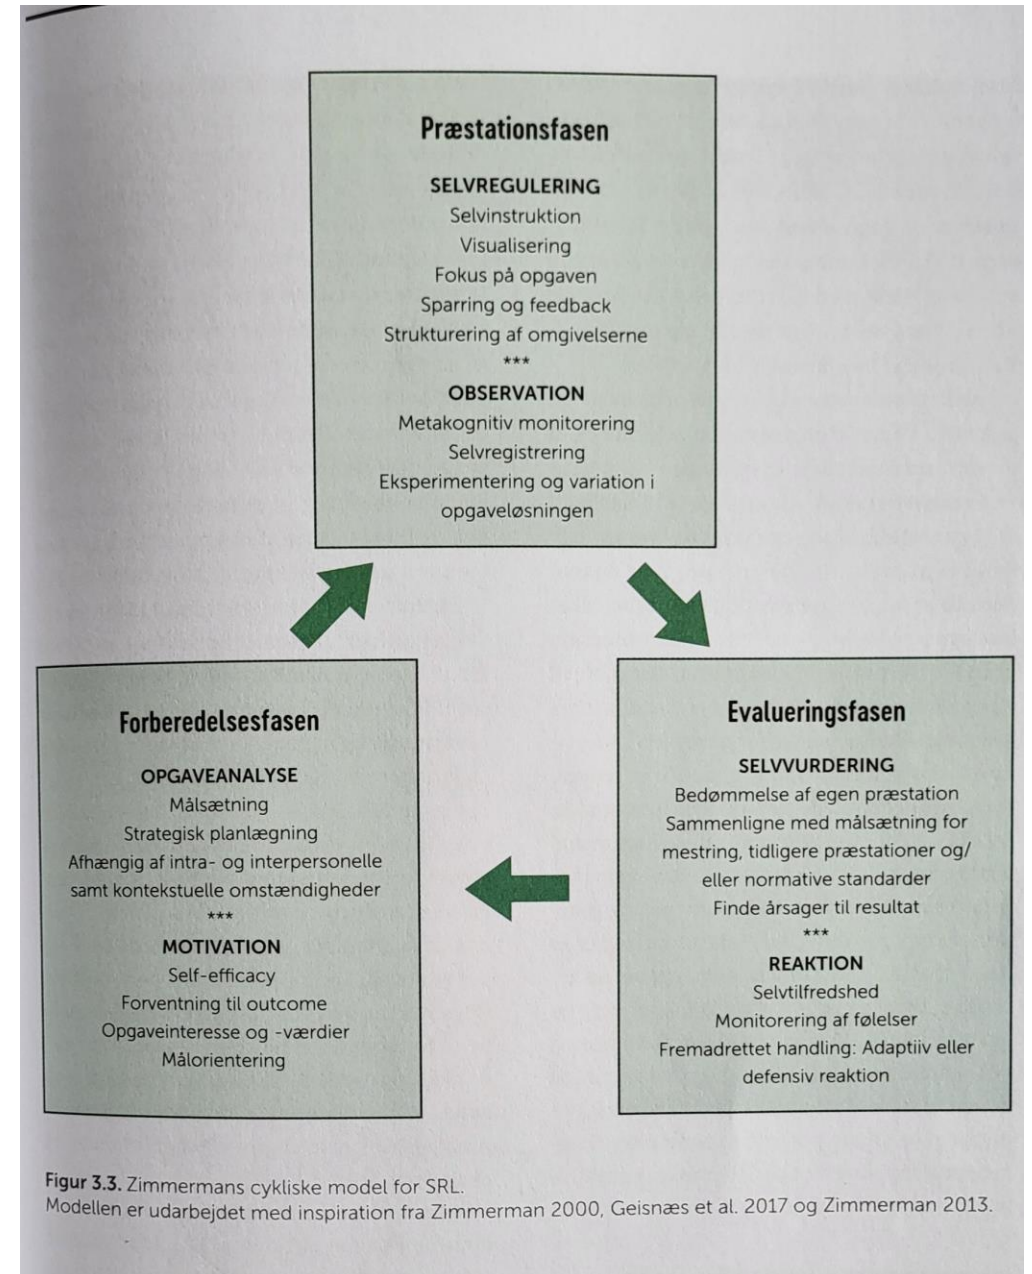 Præstationsfasen
SELVREGULERING
Selvinstruktion
Visualisering
Fokus på opgaven
Sparring og feedback
Strukturering af omgivelserne
***
OBSERVATION
Metakognitiv monitorering
Selvregistrering
Eksperimentering og variation i
opgaveløsningen
Forberedelsesfasen
OPGAVEANALYSE
Målsætning
Strategisk planlægning
Afhængig af intra- og interpersonelle
samt kontekstuelle omstændigheder
***
MOTIVATION
Self-efficacy
Forventning til outcome
Opgaveinteresse og -værdier
Målorientering
Evalueringsfasen
SELVVURDERING
Bedømmelse af egen præstation
Sammenligne med målsætning for
mestring, tidligere præstationer og/
eller normative standarder
Finde årsager til resultat
***
REAKTION
Selvtilfredshed
Monitorering af følelser
Fremadrettet handling: Adaptiiv eller
defensiv reaktion
Figur 3.3. Zimmermans cykliske model for SRL.
Modellen er udarbejdet med inspiration fra Zimmerman 2000, Geisnæs et al. 2017 og Zimmerman 2013.